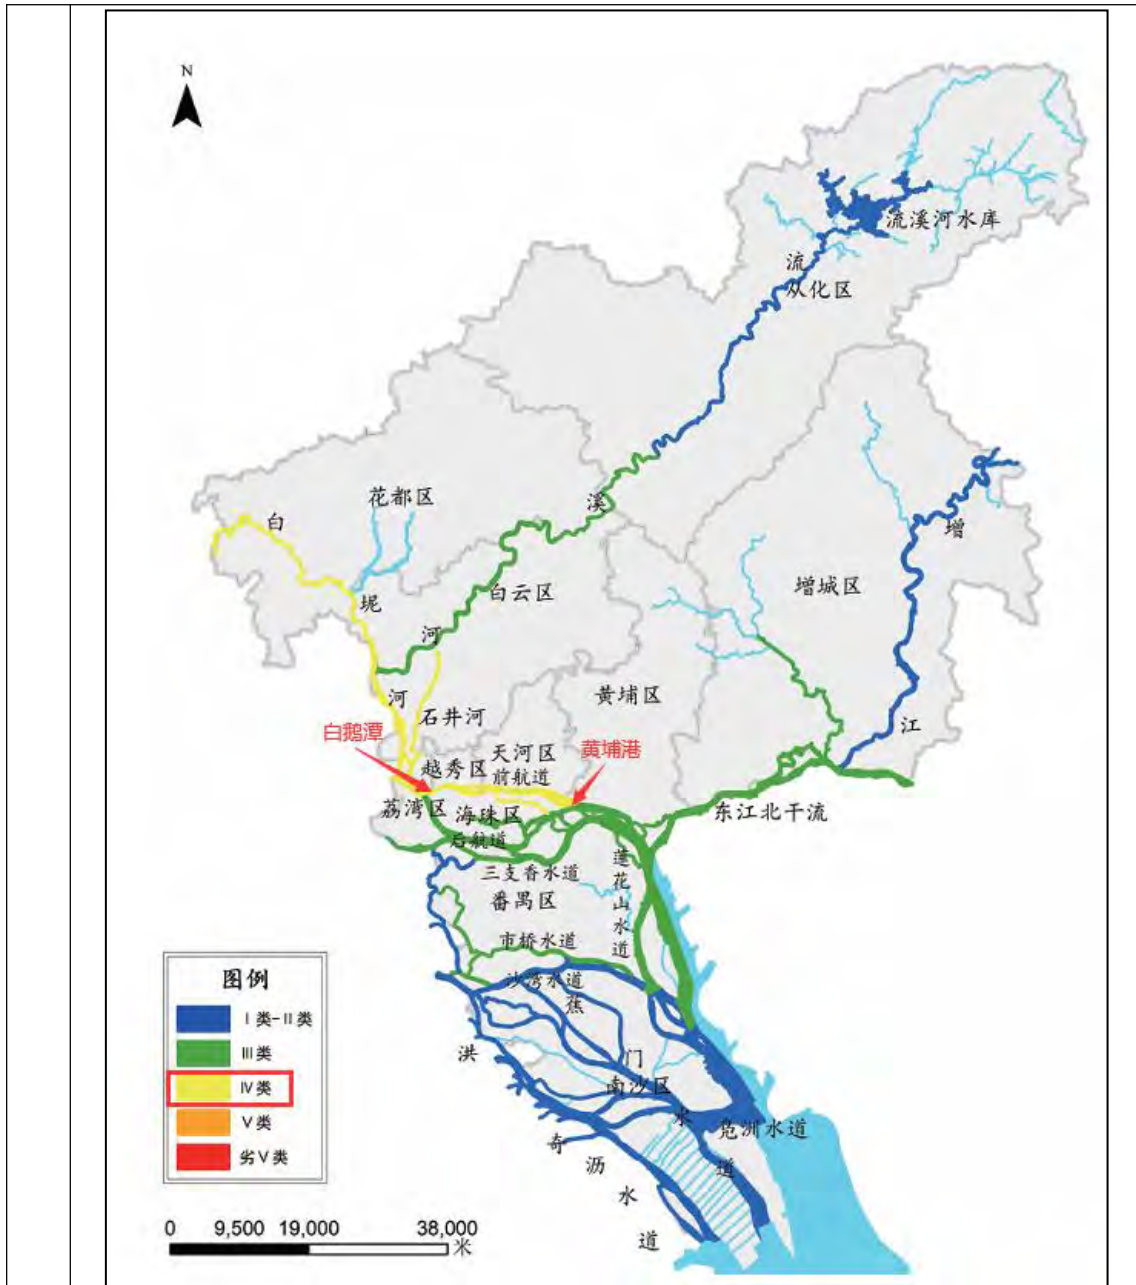 N
流溪河水库
流
从化区
花都区
白
溪
增
坭
白云区
增城区
河
河
石井河
黄埔区
江
白鹅潭
天河区
黄埔港
越秀区
前航道
荔湾区
海珠区
东江北干流
后航道
三支香水道
莲花山水道
番禺区
市桥水道
沙湾水道
蕉
洪
门
南沙区
水
凫洲水道
奇
道
沥
水
道
图例
I类-II类
III类
IV类
V类
劣V类
0 9,500 19,000 38,000
米